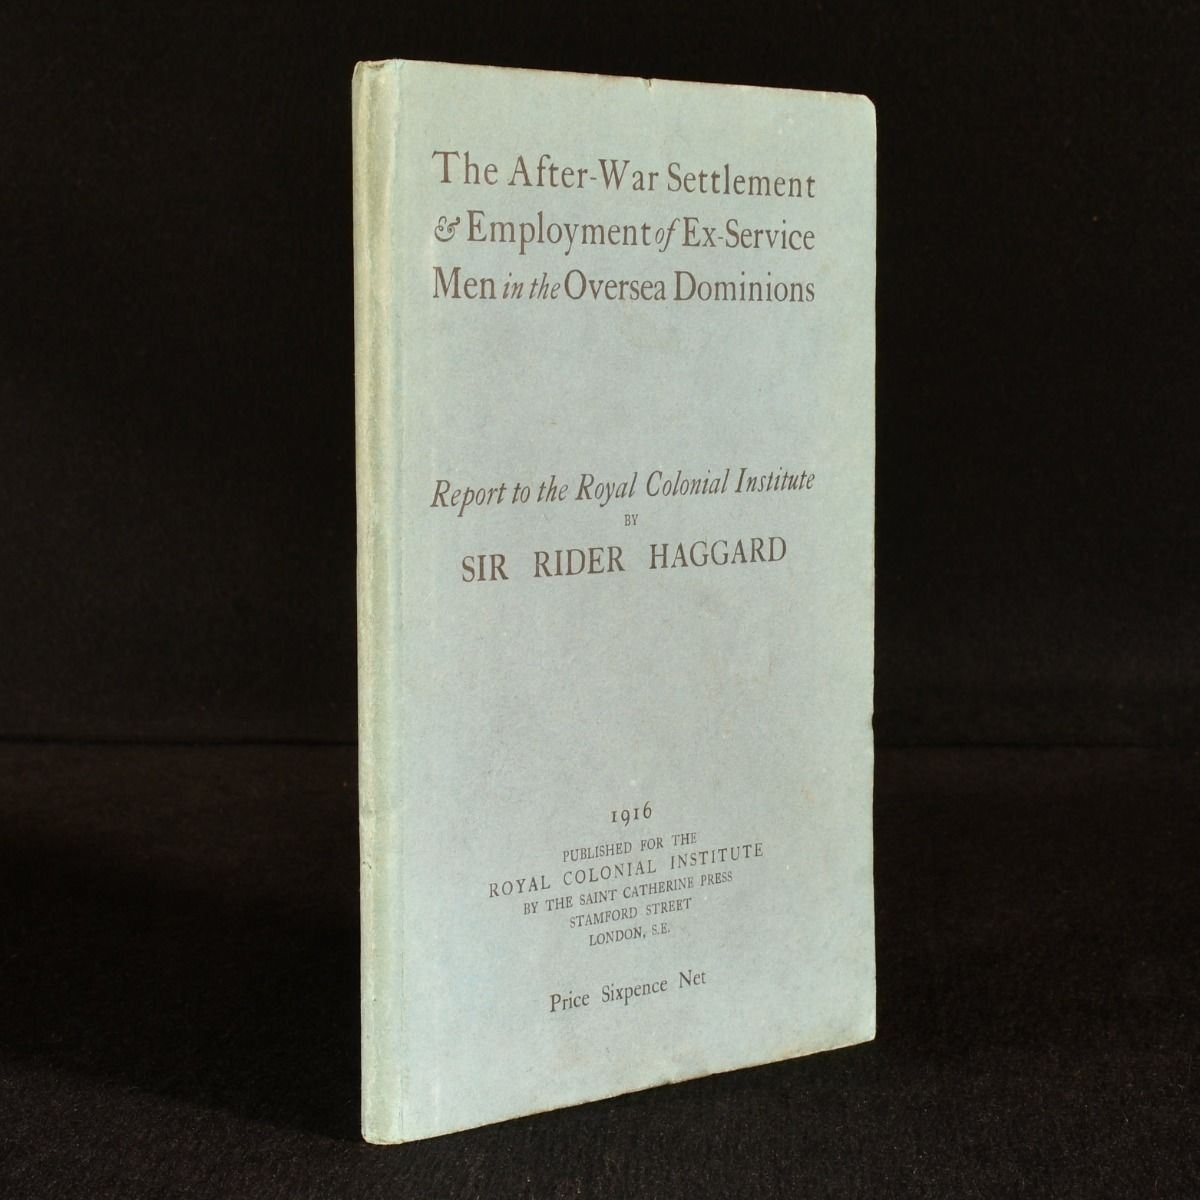 The After-War Settlement
& Employment of Ex-Service
Men in the Oversea Dominions
Report to the Royal Colonial Institute
BY
SIR RIDER HAGGARD
1916
PUBLISHED FOR THE
ROYAL COLONIAL INSTITUTE
BY THE SAINT CATHERINE PRESS
STAMFORD STREET
LONDON, S.E.
Price Sixpence Net